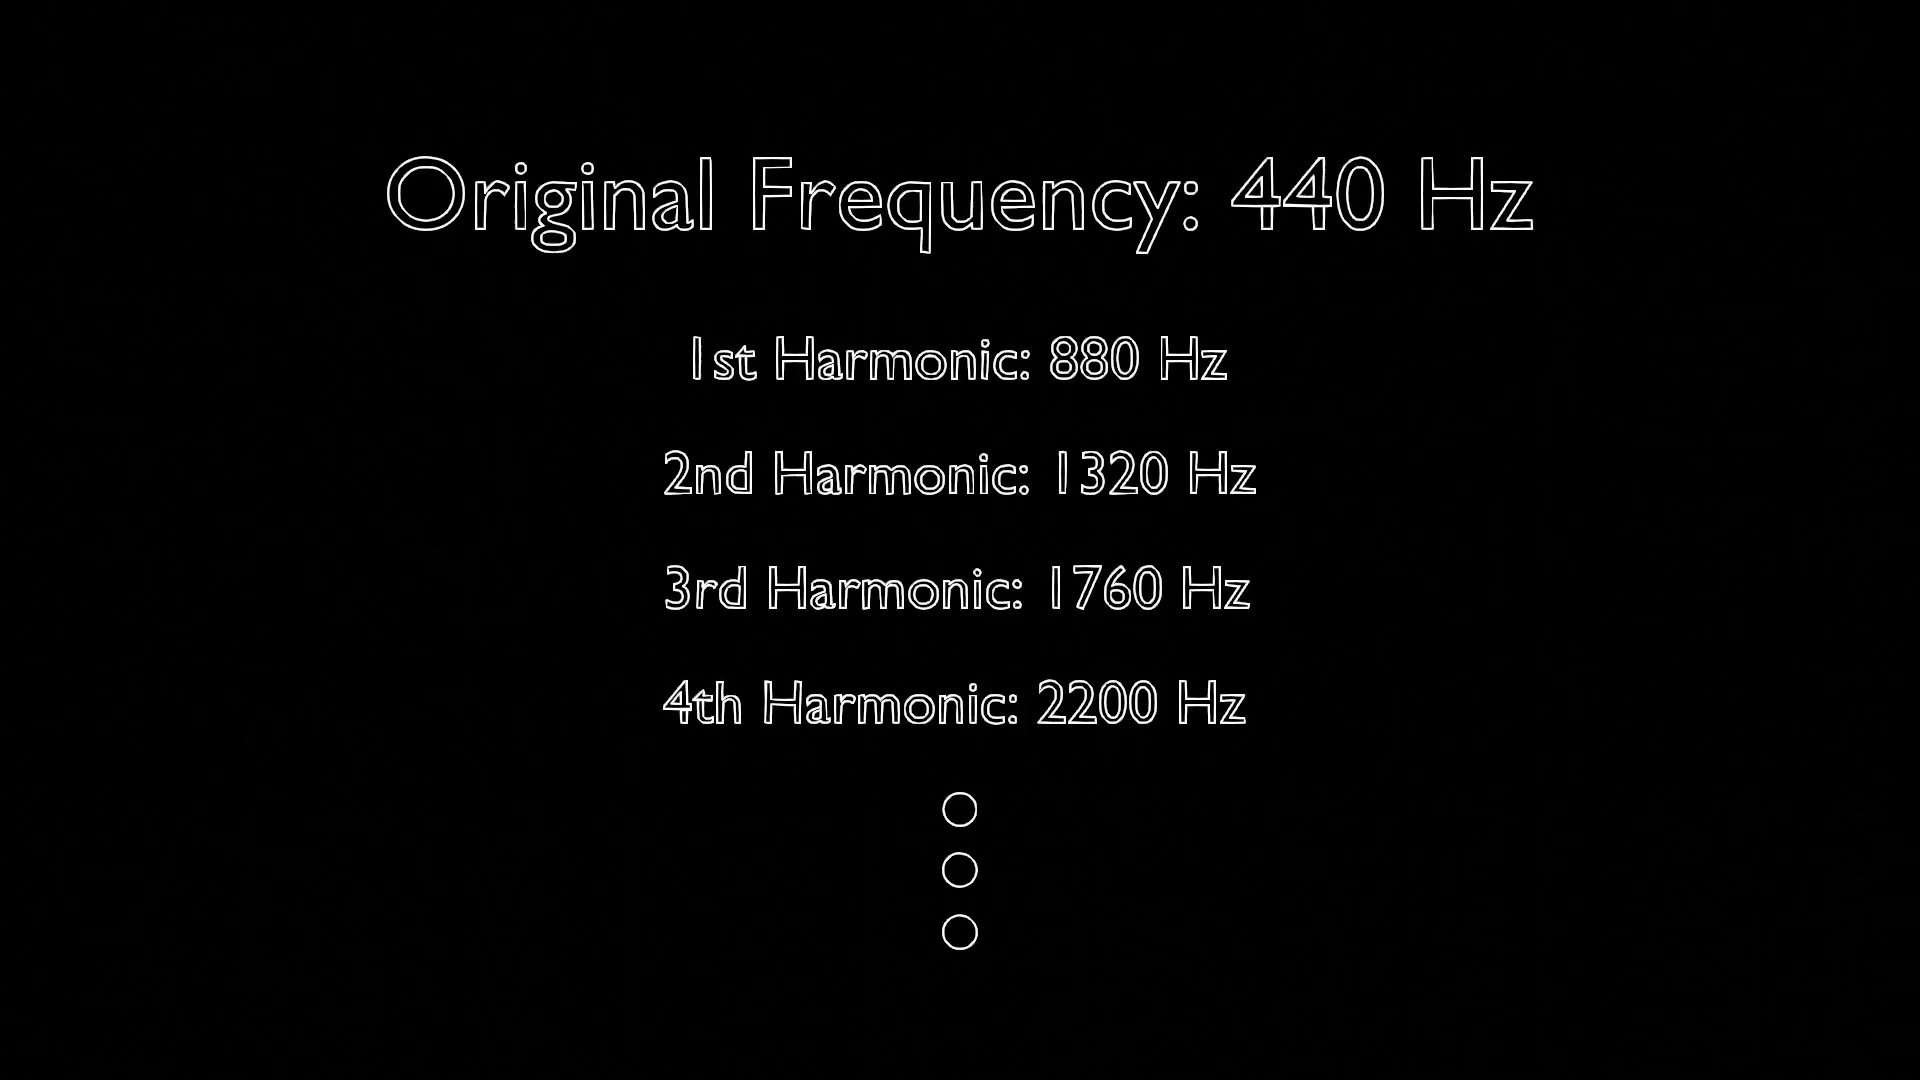 Original Frequency: 440 Hz
1st Harmonic: 880 Hz
2nd Harmonic: 1320 Hz
3rd Harmonic: 1760 Hz
4th Harmonic: 2200 Hz